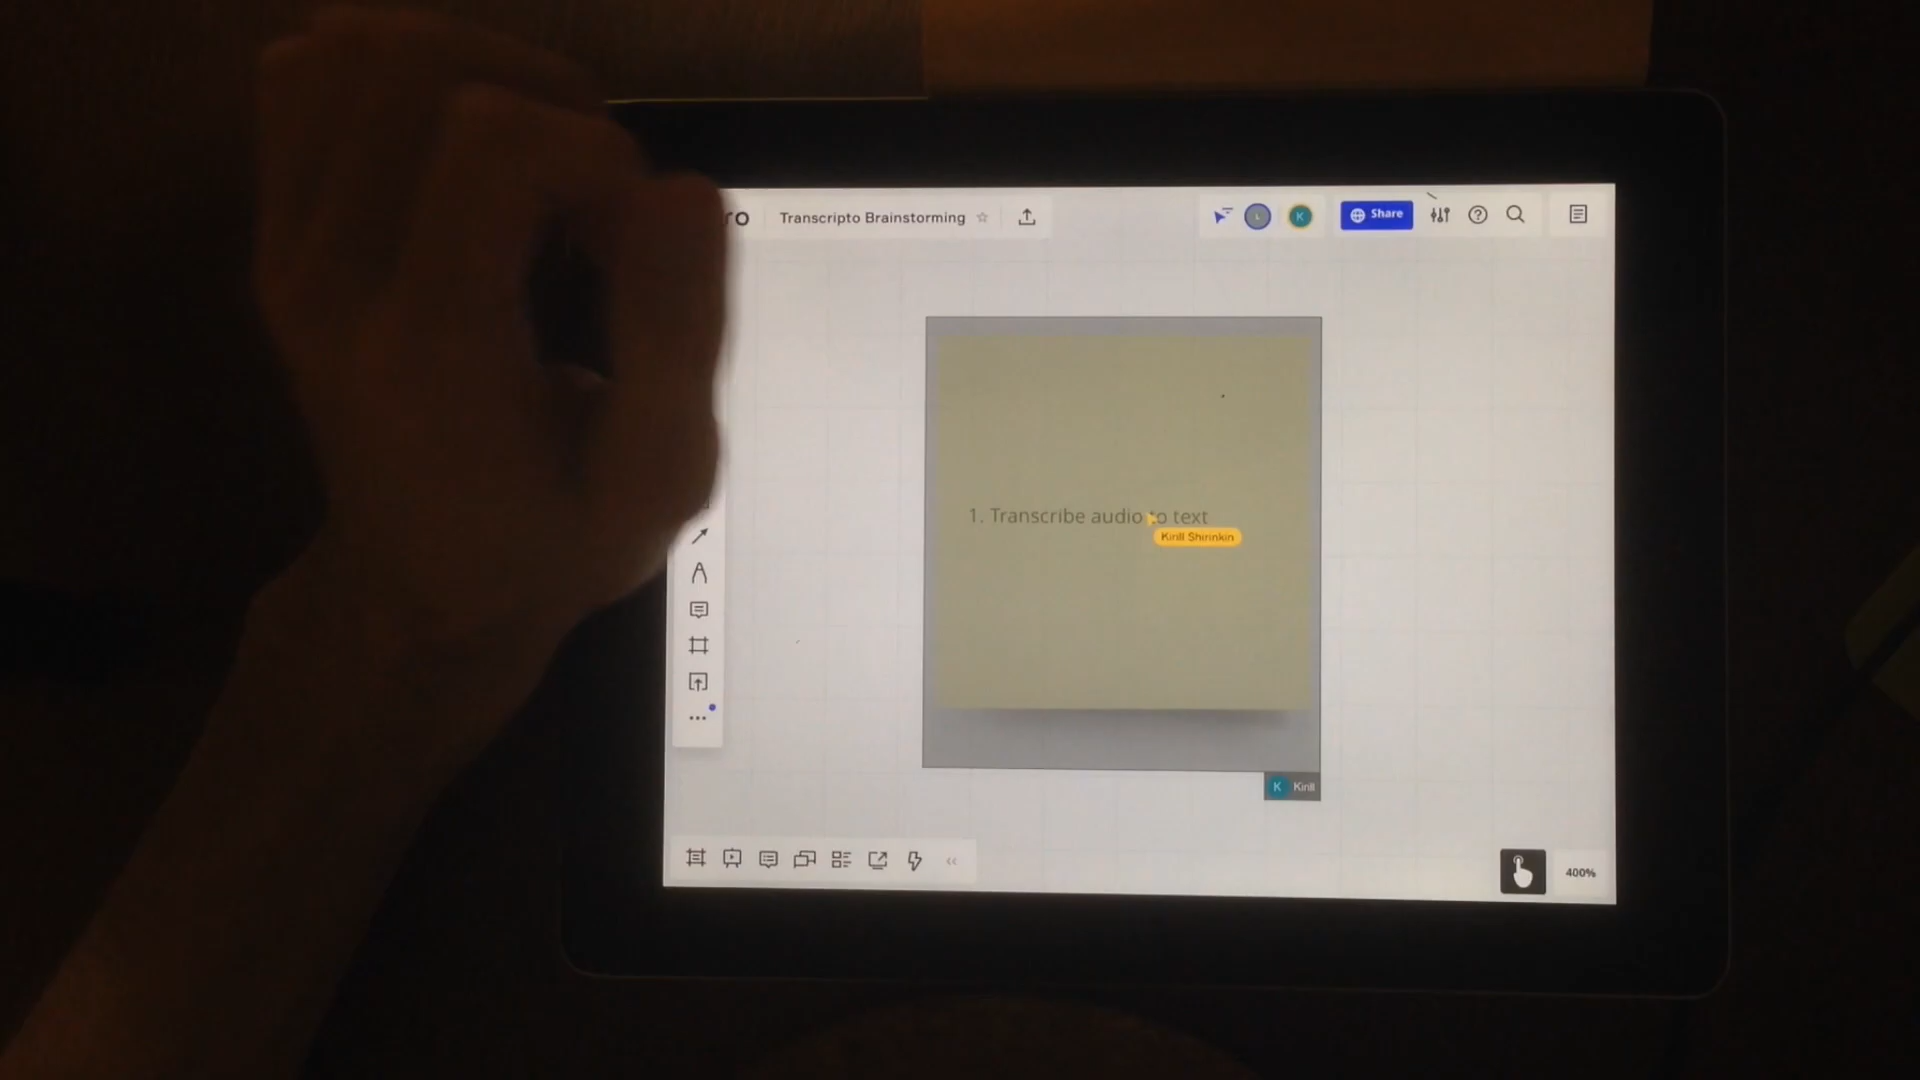 ro Transcripto Brainstorming L K Share
1. Transcribe audio to text
Kirill Shirinkin
K Kirill
400%